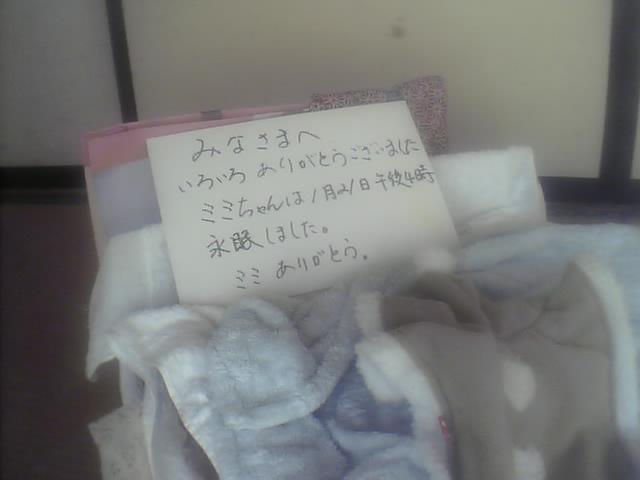 みなさまへ
いろいろ ありがとうございました
ミミちゃんは1月21日午後4時
永眠しました。
ミミ ありがとう。